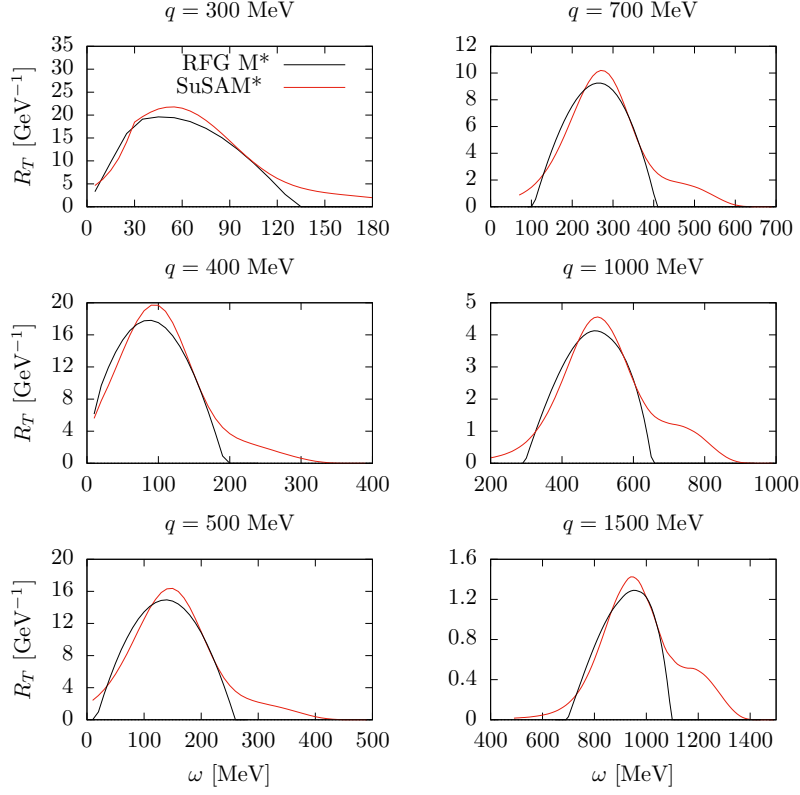 q = 300 MeV
R_T [GeV⁻¹]
35
30
25
20
15
10
5
0
0 30 60 90 120 150 180
RFG M*
SuSAM*
q = 700 MeV
12
10
8
6
4
2
0
0 100 200 300 400 500 600 700
q = 400 MeV
R_T [GeV⁻¹]
20
16
12
8
4
0
0 100 200 300 400
q = 1000 MeV
5
4
3
2
1
0
200 400 600 800 1000
q = 500 MeV
R_T [GeV⁻¹]
20
16
12
8
4
0
0 100 200 300 400 500
ω [MeV]
q = 1500 MeV
1.6
1.2
0.8
0.4
0
400 600 800 1000 1200 1400
ω [MeV]